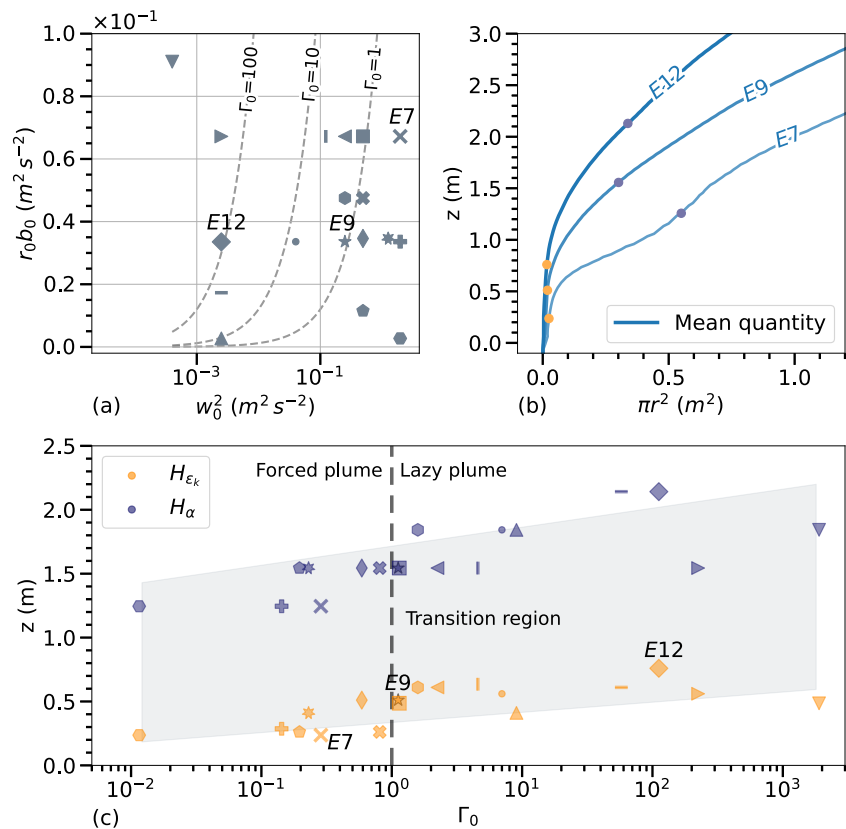 ×10⁻¹
1.0
0.8
0.6
0.4
0.2
0.0
r₀b₀ (m² s⁻²)
Γ₀=100
Γ₀=10
Γ₀=1
E7
E12
E9
10⁻³
10⁻¹
w₀² (m² s⁻²)
(a)
3.0
2.5
2.0
1.5
1.0
0.5
0.0
z (m)
E12
E9
E7
Mean quantity
0.0
0.5
1.0
πr² (m²)
(b)
3.0
2.5
2.0
1.5
1.0
0.5
0.0
z (m)
H_εₖ
H_α
Forced plume
Lazy plume
Transition region
E12
E9
E7
10⁻²
10⁻¹
10⁰
10¹
10²
10³
Γ₀
(c)